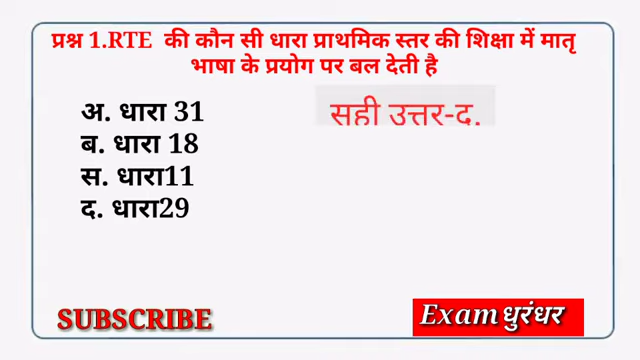 प्रश्न 1.RTE की कौन सी धारा प्राथमिक स्तर की शिक्षा में मातृ
भाषा के प्रयोग पर बल देती है
अ. धारा 31
सही उत्तर-द.
ब. धारा 18
स. धारा11
द. धारा29
SUBSCRIBE
Exam धुरंधर